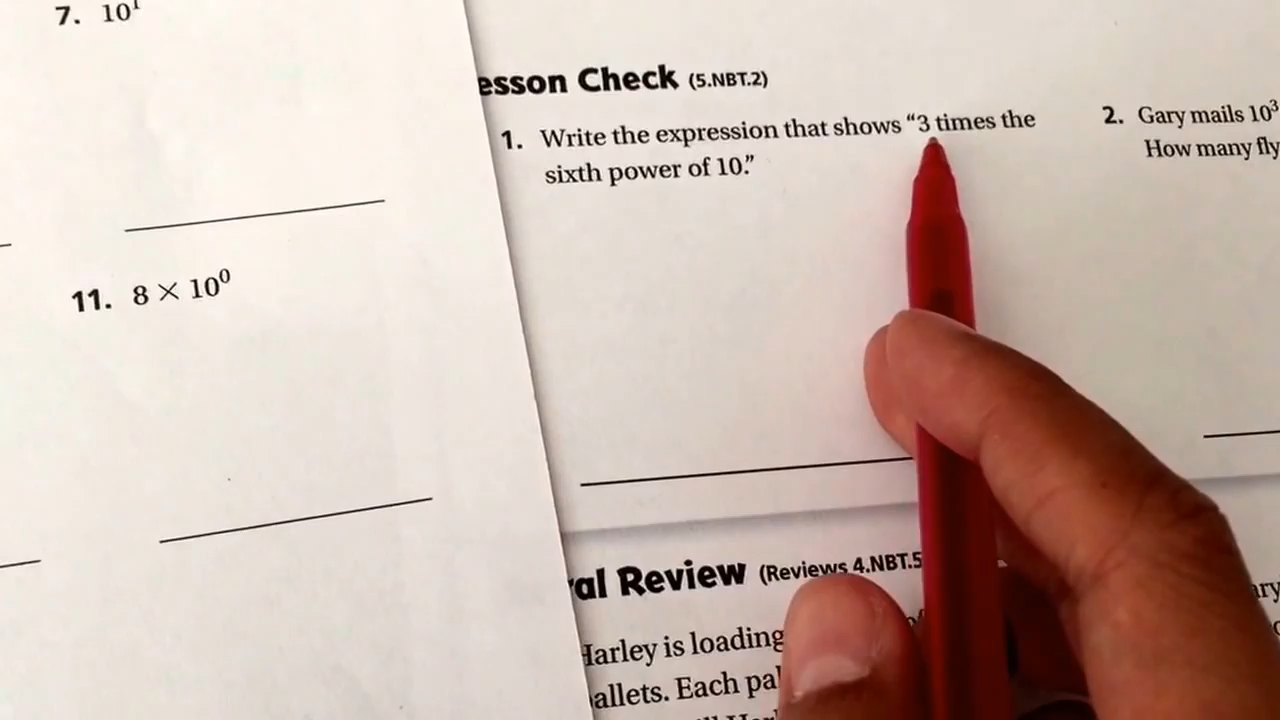 7. 10¹
11. 8 × 10⁰
esson Check (5.NBT.2)
1. Write the expression that shows “3 times the
sixth power of 10.”
2. Gary mails 10³
How many fly
al Review (Reviews 4.NBT.5
Harley is loading
allets. Each pal